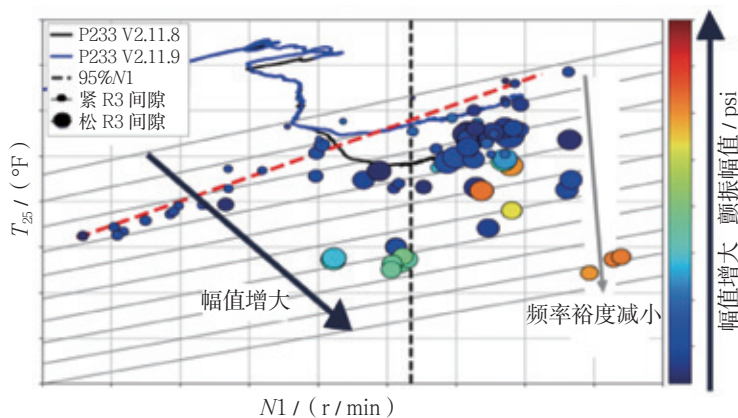 P233 V2.11.8
P233 V2.11.9
95%N1
紧 R3 间隙
松 R3 间隙
T25 / (°F)
幅值增大
频率裕度减小
N1 / ( r / min )
幅值增大 颤振幅值 / psi